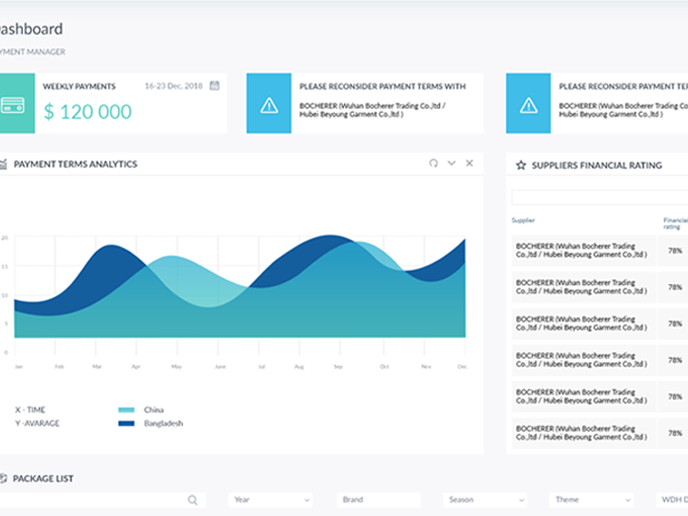 Dashboard
PAYMENT MANAGER
WEEKLY PAYMENTS
16-23 Dec, 2018
$ 120 000
PLEASE RECONSIDER PAYMENT TERMS WITH
BOCHERER (Wuhan Bocherer Trading Co.,ltd /
Hubei Beyoung Garment Co.,ltd )
PLEASE RECONSIDER PAYMENT TER
BOCHERER (Wuhan Bocherer Trading Co
Hubei Beyoung Garment Co.,ltd )
PAYMENT TERMS ANALYTICS
20
15
10
5
0
Jan
Feb
Mar
Apr
May
June
Jul
Aug
Sep
Oct
Nov
Dec
X - TIME
Y -AVARAGE
China
Bangladesh
SUPPLIERS FINANCIAL RATING
Supplier
Financial
rating
BOCHERER (Wuhan Bocherer Trading
Co.,ltd / Hubei Beyoung Garment Co.,ltd )
78%
BOCHERER (Wuhan Bocherer Trading
Co.,ltd / Hubei Beyoung Garment Co.,ltd )
78%
BOCHERER (Wuhan Bocherer Trading
Co.,ltd / Hubei Beyoung Garment Co.,ltd )
78%
BOCHERER (Wuhan Bocherer Trading
Co.,ltd / Hubei Beyoung Garment Co.,ltd )
78%
BOCHERER (Wuhan Bocherer Trading
Co.,ltd / Hubei Beyoung Garment Co.,ltd )
78%
BOCHERER (Wuhan Bocherer Trading
Co.,ltd / Hubei Beyoung Garment Co.,ltd )
78%
PACKAGE LIST
Year
Brand
Season
Theme
WDH D